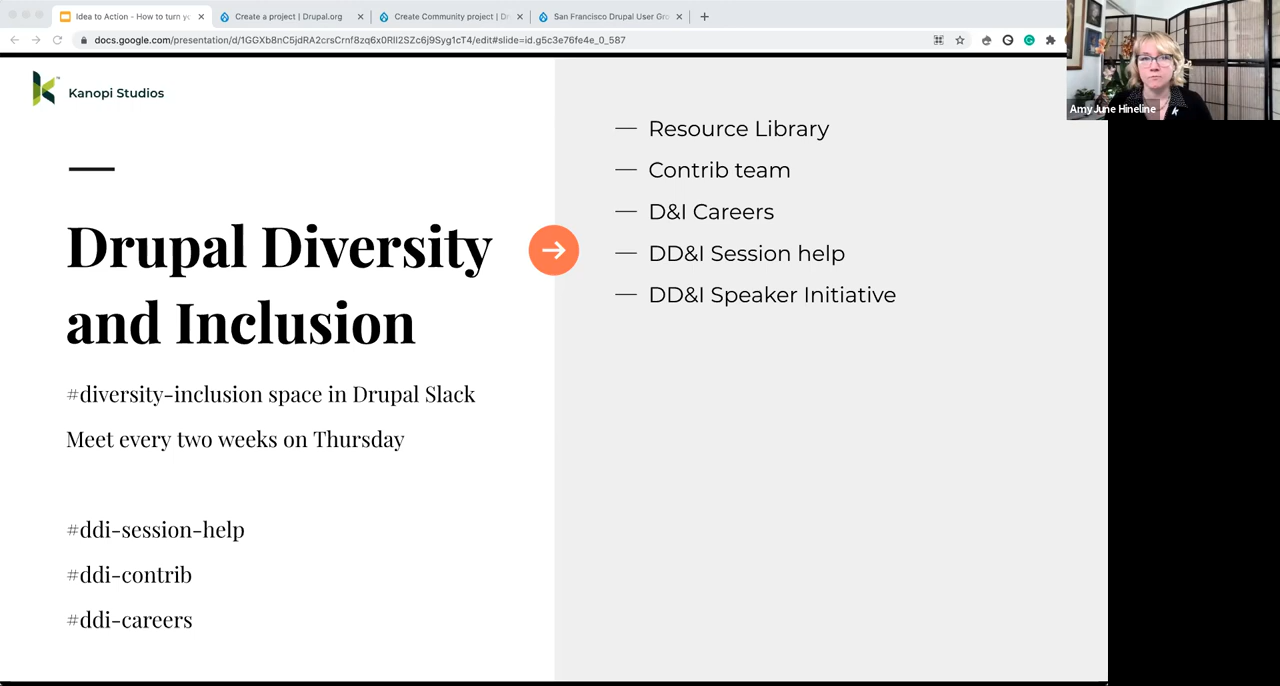 Idea to Action - How to turn yo
Create a project | Drupal.org
Create Community project | Dr
San Francisco Drupal User Gro
docs.google.com/presentation/d/1GGXb8nC5jdRA2crsCrnf8zq6x0RlI2SZc6j9Syg1cT4/edit#slide=id.g5c3e76fe4e_0_587
Amy June Hineline
Kanopi Studios
Drupal Diversity
and Inclusion
#diversity-inclusion space in Drupal Slack
Meet every two weeks on Thursday
#ddi-session-help
#ddi-contrib
#ddi-careers
— Resource Library
— Contrib team
— D&I Careers
— DD&I Session help
— DD&I Speaker Initiative